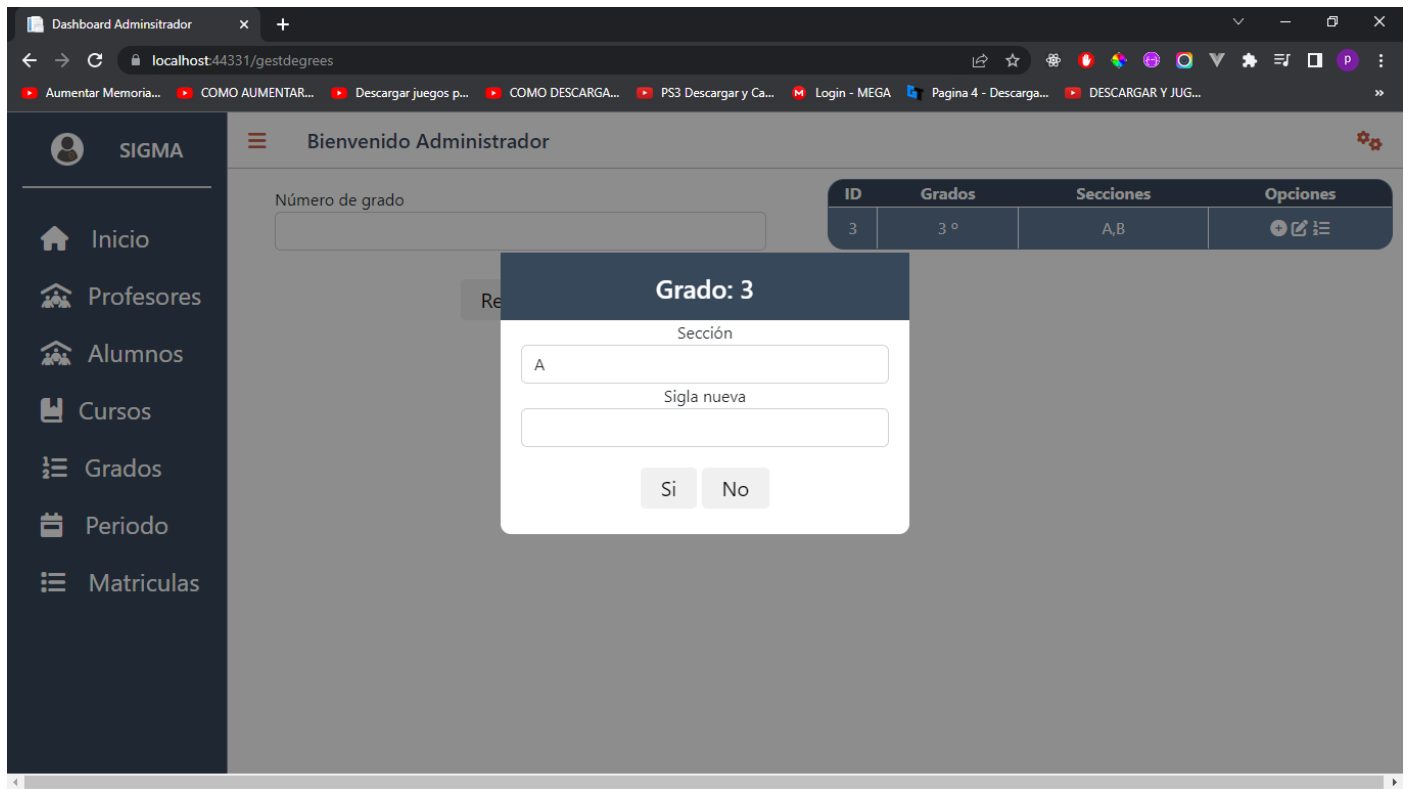 Dashboard Adminsitrador
localhost:44331/gestdegrees
P
Aumentar Memoria... COMO AUMENTAR... Descargar juegos p... COMO DESCARGA... PS3 Descargar y Ca... Login - MEGA Pagina 4 - Descarga... DESCARGAR Y JUG... »
SIGMA
Bienvenido Administrador
Inicio
Profesores
Alumnos
Cursos
Grados
Periodo
Matriculas
Número de grado
Re
ID Grados Secciones Opciones
3 3 º A,B
Grado: 3
Sección
A
Sigla nueva
Si No